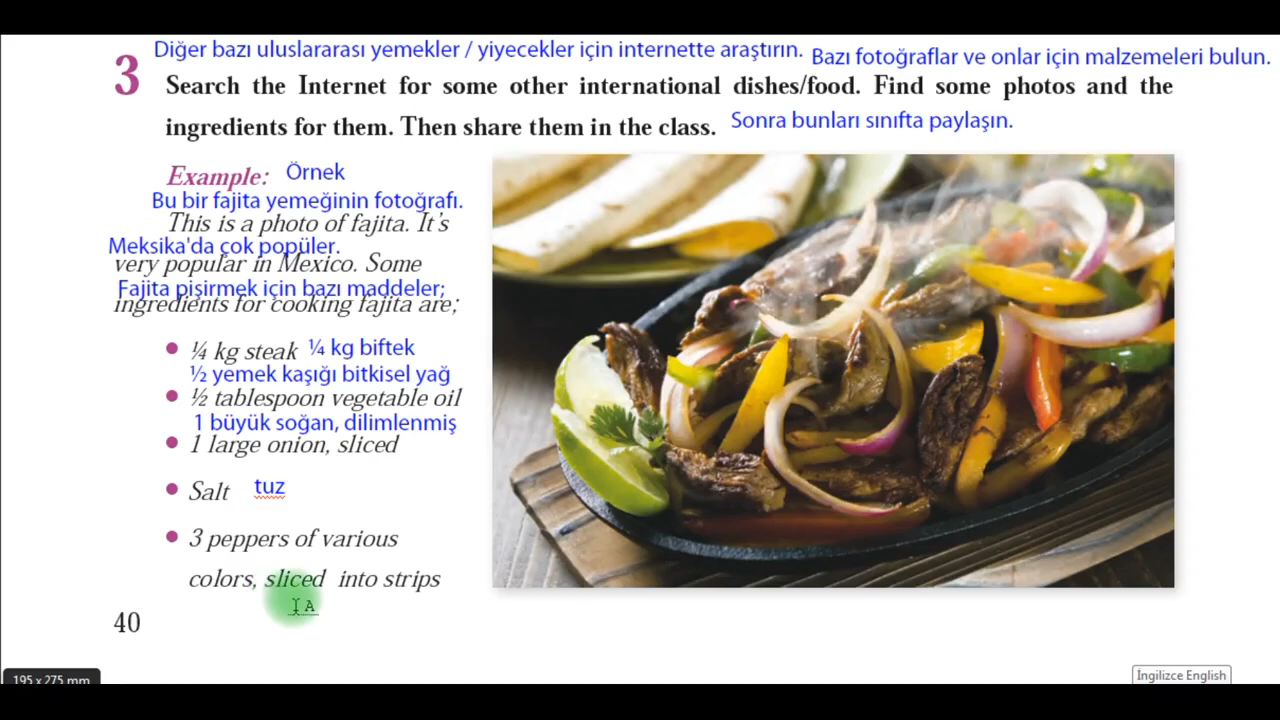 Diğer bazı uluslararası yemekler / yiyecekler için internette araştırın. Bazı fotoğraflar ve onlar için malzemeleri bulun.
3
Search the Internet for some other international dishes/food. Find some photos and the
ingredients for them. Then share them in the class. Sonra bunları sınıfta paylaşın.
Example: Örnek
Bu bir fajita yemeğinin fotoğrafı.
This is a photo of fajita. It's
Meksika'da çok popüler.
very popular in Mexico. Some
Fajita pişirmek için bazı maddeler;
ingredients for cooking fajita are;
• ¼ kg steak ¼ kg biftek
½ yemek kaşığı bitkisel yağ
• ½ tablespoon vegetable oil
1 büyük soğan, dilimlenmiş
• 1 large onion, sliced
• Salt tuz
• 3 peppers of various
colors, sliced into strips
A
40
195 x 275 mm
İngilizce English